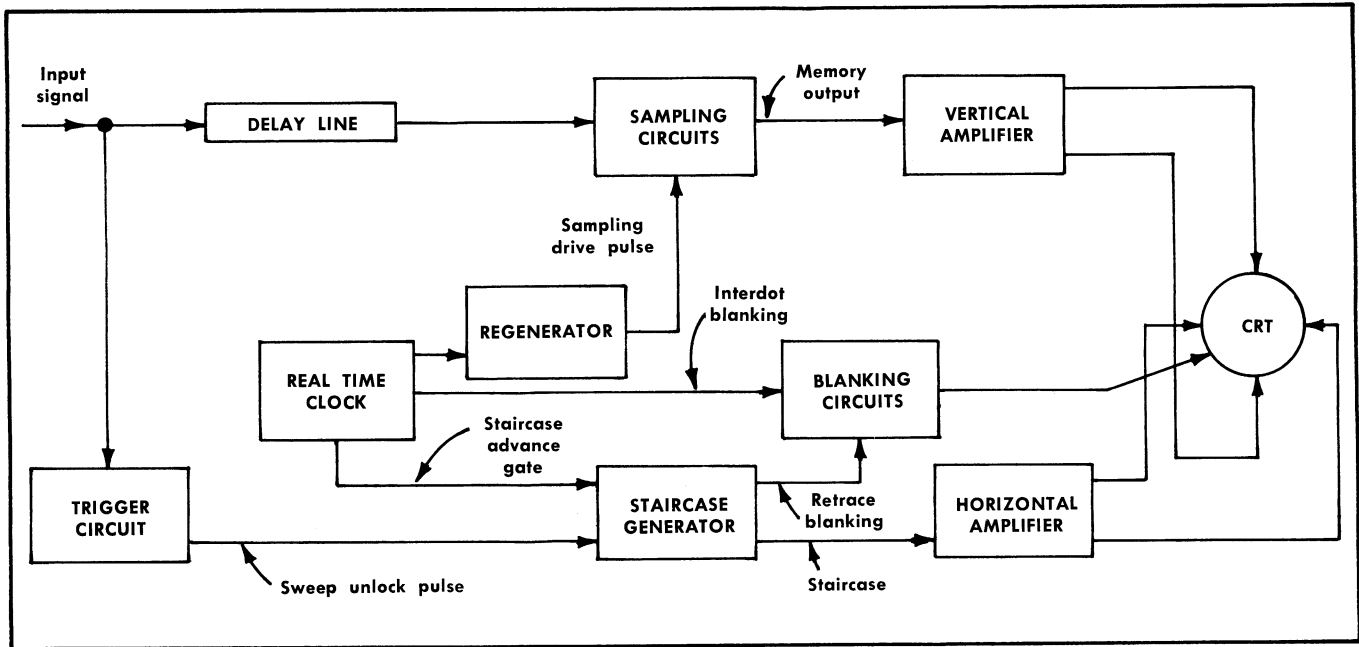 Input
signal
DELAY LINE
SAMPLING
CIRCUITS
Memory
output
VERTICAL
AMPLIFIER
Sampling
drive pulse
REGENERATOR
Interdot
blanking
CRT
REAL TIME
CLOCK
BLANKING
CIRCUITS
Staircase
advance
gate
TRIGGER
CIRCUIT
STAIRCASE
GENERATOR
Retrace
blanking
HORIZONTAL
AMPLIFIER
Sweep unlock pulse
Staircase